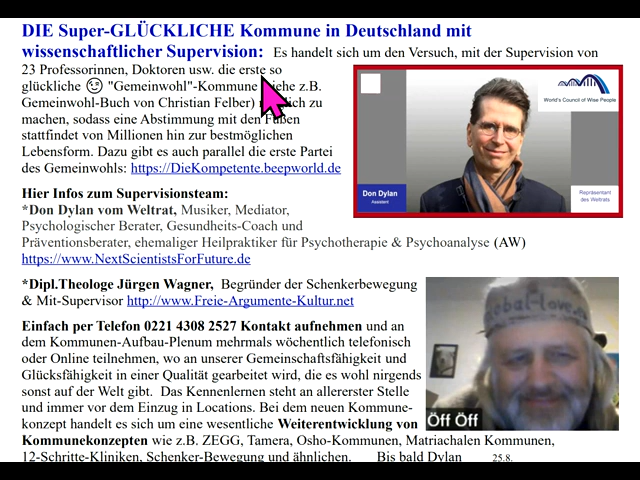 DIE Super-GLÜCKLICHE Kommune in Deutschland mit
wissenschaftlicher Supervision: Es handelt sich um den Versuch, mit der Supervision von
23 Professorinnen, Doktoren usw. die erste so
glückliche 😉 "Gemeinwohl"-Kommune z.B.
Gemeinwohl-Buch von Christian Felber) zu
machen, sodass eine Abstimmung mit den Füßen
stattfindet von Millionen hin zur bestmöglichen
Lebensform. Dazu gibt es auch parallel die erste Partei
des Gemeinwohls: https://DieKompetente.beepworld.de
World's Council of Wise People
Don Dylan
Assistent
Repräsentant
des Weltrats
Hier Infos zum Supervisionsteam:
*Don Dylan vom Weltrat, Musiker, Mediator,
Psychologischer Berater, Gesundheits-Coach und
Präventionsberater, ehemaliger Heilpraktiker für Psychotherapie & Psychoanalyse (AW)
https://www.NextScientistsForFuture.de
*Dipl.Theologe Jürgen Wagner, Begründer der Schenkerbewegung
& Mit-Supervisor http://www.Freie-Argumente-Kultur.net
Einfach per Telefon 0221 4308 2527 Kontakt aufnehmen und an
dem Kommunen-Aufbau-Plenum mehrmals wöchentlich telefonisch
oder Online teilnehmen, wo an unserer Gemeinschaftsfähigkeit und
Glücksfähigkeit in einer Qualität gearbeitet wird, die es wohl nirgends
sonst auf der Welt gibt. Das Kennenlernen steht an allererster Stelle
und immer vor dem Einzug in Locations. Bei dem neuen Kommune-
konzept handelt es sich um eine wesentliche Weiterentwicklung von
Kommunekonzepten wie z.B. ZEGG, Tamera, Osho-Kommunen, Matriachalen Kommunen,
12-Schritte-Kliniken, Schenker-Bewegung und ähnlichen. Bis bald Dylan 25.8.
global-love.
Öff Öff